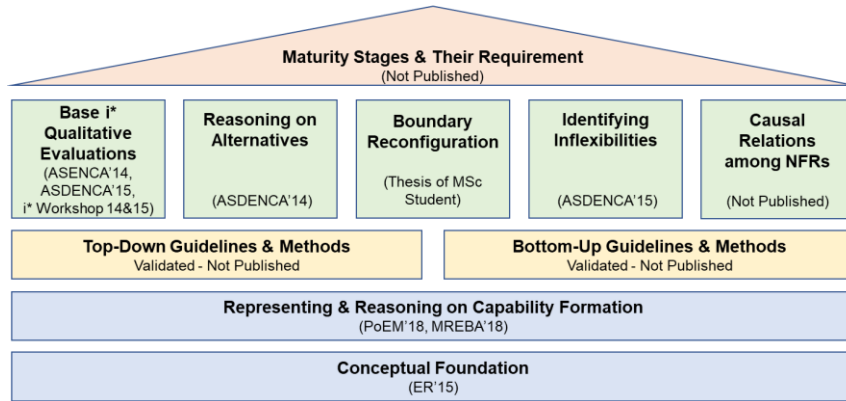 Maturity Stages & Their Requirement
(Not Published)
Base i*
Qualitative
Evaluations
(ASENCA'14,
ASDENCA'15,
i* Workshop 14&15)
Reasoning on
Alternatives
(ASDENCA'14)
Boundary
Reconfiguration
(Thesis of MSc
Student)
Identifying
Inflexibilities
(ASDENCA'15)
Causal
Relations
among NFRs
(Not Published)
Top-Down Guidelines & Methods
Validated - Not Published
Bottom-Up Guidelines & Methods
Validated - Not Published
Representing & Reasoning on Capability Formation
(PoEM'18, MREBA'18)
Conceptual Foundation
(ER'15)